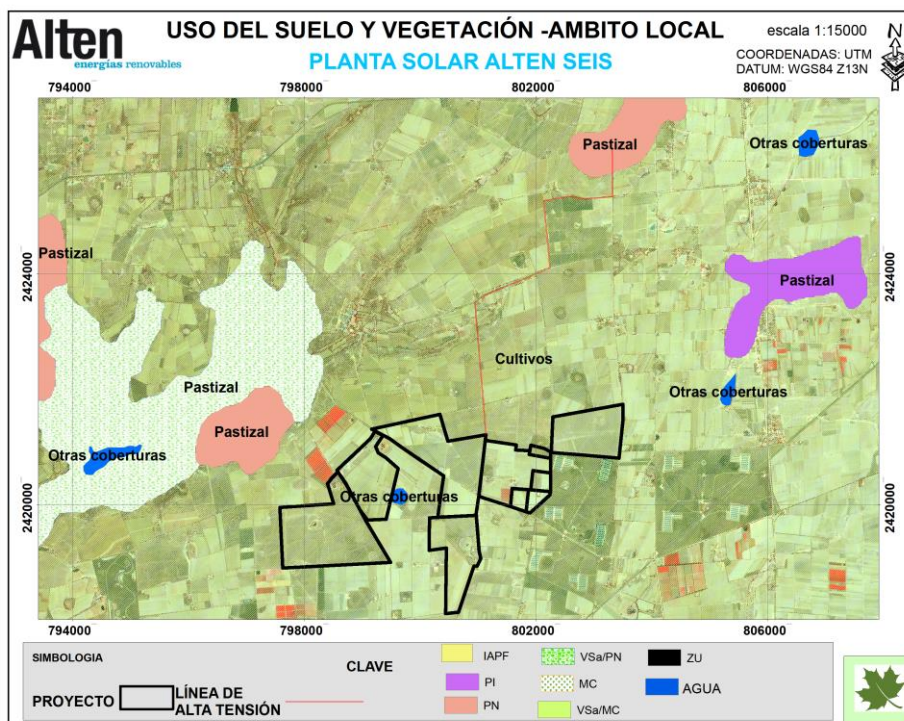 Alten
energías renovables
USO DEL SUELO Y VEGETACIÓN -AMBITO LOCAL
PLANTA SOLAR ALTEN SEIS
escala 1:15000
COORDENADAS: UTM
DATUM: WGS84 Z13N
N
794000 798000 802000 806000
Pastizal
Otras coberturas
Pastizal
2424000
2424000
Pastizal
Cultivos
Pastizal
Otras coberturas
Pastizal
Otras coberturas
Otras coberturas
2420000
2420000
794000 798000 802000 806000
SIMBOLOGIA
PROYECTO
LÍNEA DE
ALTA TENSIÓN
CLAVE
IAPF
PI
PN
VSa/PN
MC
VSa/MC
ZU
AGUA